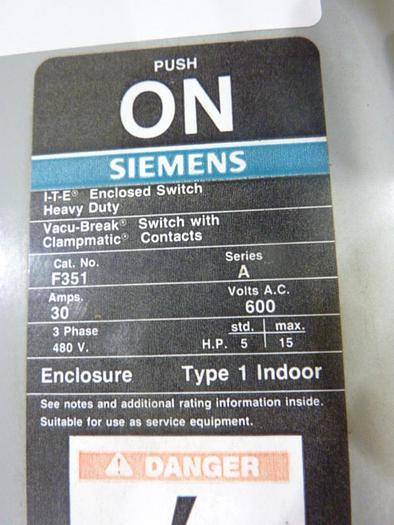 PUSH
ON
SIEMENS
I-T-E® Enclosed Switch
Heavy Duty
Vacu-Break® Switch with
Clampmatic® Contacts
Cat. No. Series
F351 A
Amps. Volts A.C.
30 600
3 Phase std. max.
480 V. H.P. 5 15
Enclosure Type 1 Indoor
See notes and additional rating information inside.
Suitable for use as service equipment.
DANGER